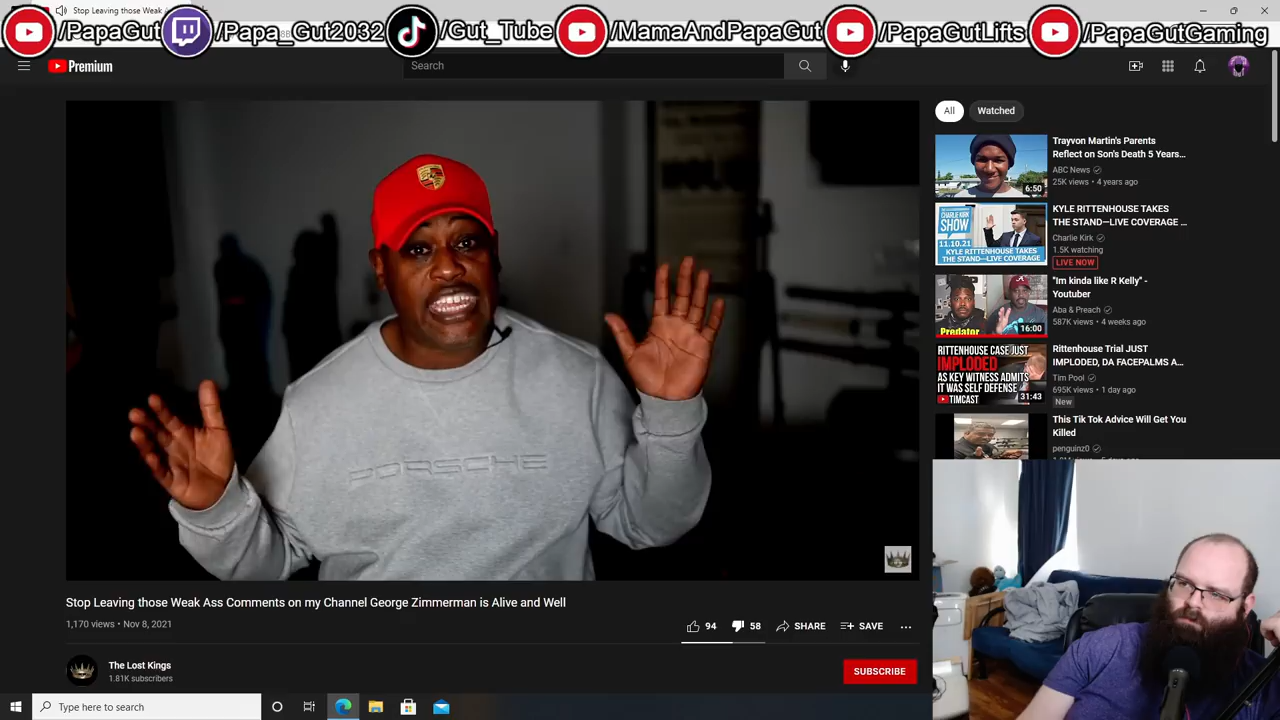 Stop Leaving those Weak
/PapaGut
/Papa_Gut2032
/Gut_Tube
/MamaAndPapaGut
/PapaGutLifts
/PapaGutGaming
Premium
Search
All
Watched
Trayvon Martin's Parents
Reflect on Son's Death 5 Years...
ABC News
25K views • 4 years ago
6:50
KYLE RITTENHOUSE TAKES
THE STAND—LIVE COVERAGE ...
Charlie Kirk
1.5K watching
LIVE NOW
CHARLIE KIRK
SHOW
11.10.21
KYLE RITTENHOUSE TAKES
THE STAND—LIVE COVERAGE
"Im kinda like R Kelly" -
Youtuber
Aba & Preach
587K views • 4 weeks ago
Predator
16:00
Rittenhouse Trial JUST
IMPLODED, DA FACEPALMS A...
Tim Pool
695K views • 1 day ago
New
RITTENHOUSE CASE JUST
IMPLODED
AS KEY WITNESS ADMITS
IT WAS SELF DEFENSE
TIMCAST
31:43
This Tik Tok Advice Will Get You
Killed
penguinz0
PORSCHE
Stop Leaving those Weak Ass Comments on my Channel George Zimmerman is Alive and Well
1,170 views • Nov 8, 2021
94
58
SHARE
SAVE
The Lost Kings
1.81K subscribers
SUBSCRIBE
Type here to search